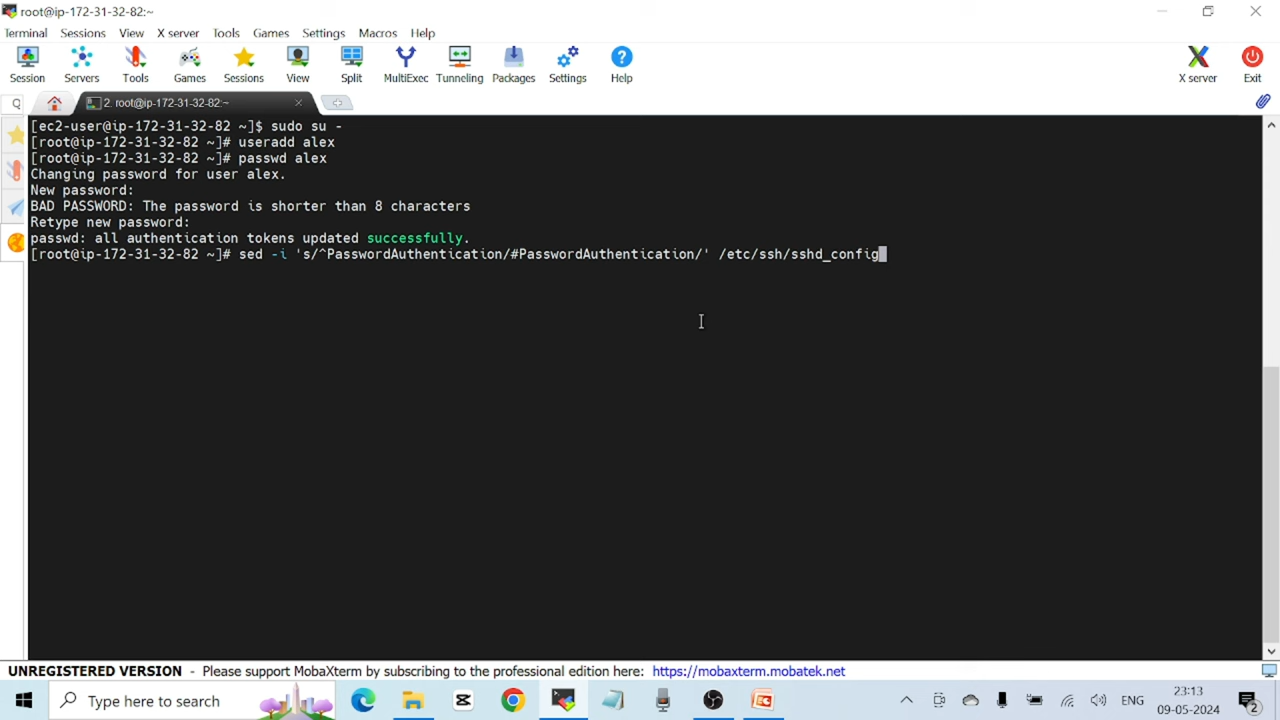 root@ip-172-31-32-82:~
Terminal Sessions View X server Tools Games Settings Macros Help
Session Servers Tools Games Sessions View Split MultiExec Tunneling Packages Settings Help X server Exit
Q 2. root@ip-172-31-32-82:~
[ec2-user@ip-172-31-32-82 ~]$ sudo su -
[root@ip-172-31-32-82 ~]# useradd alex
[root@ip-172-31-32-82 ~]# passwd alex
Changing password for user alex.
New password:
BAD PASSWORD: The password is shorter than 8 characters
Retype new password:
passwd: all authentication tokens updated successfully.
[root@ip-172-31-32-82 ~]# sed -i 's/^PasswordAuthentication/#PasswordAuthentication/' /etc/ssh/sshd_config
UNREGISTERED VERSION - Please support MobaXterm by subscribing to the professional edition here: https://mobaxterm.mobatek.net
Type here to search
ENG
23:13
09-05-2024
2